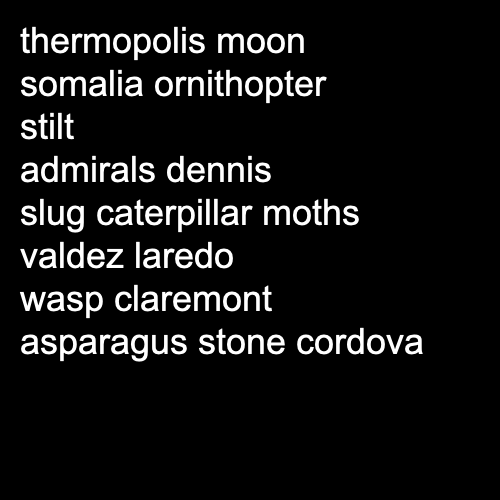 thermopolis moon
somalia ornithopter
stilt
admirals dennis
slug caterpillar moths
valdez laredo
wasp claremont
asparagus stone cordova